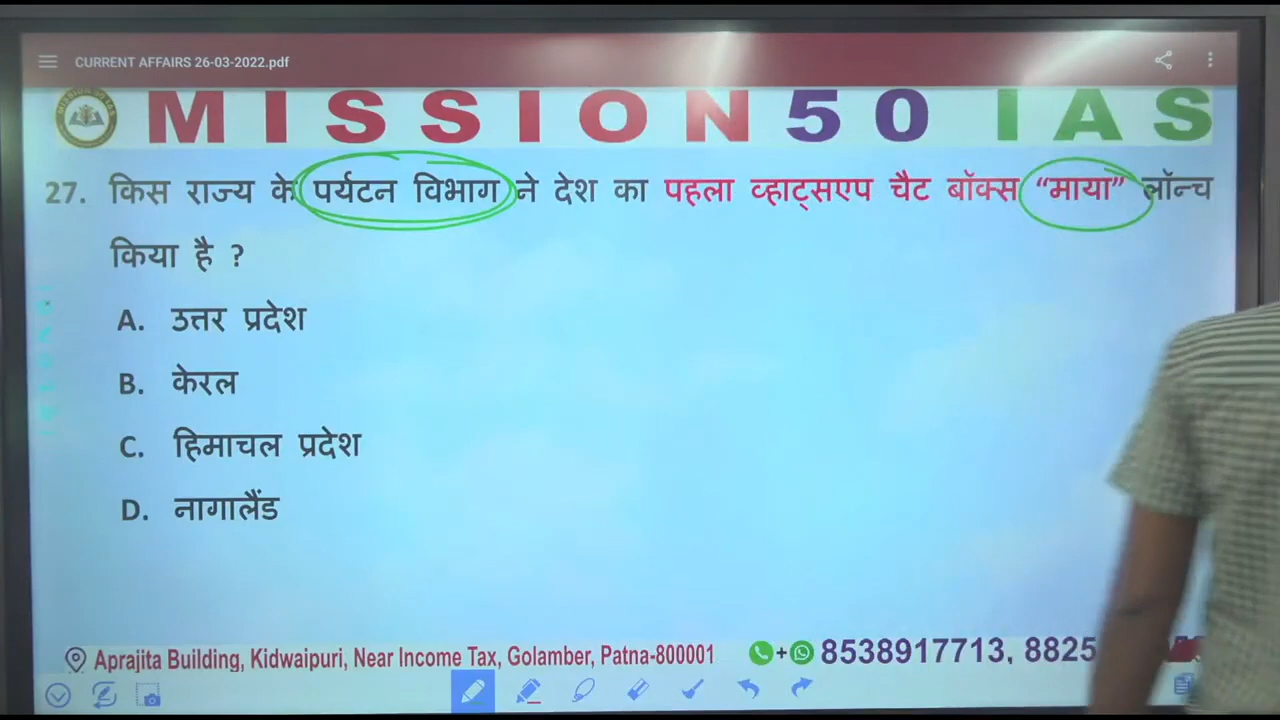 CURRENT AFFAIRS 26-03-2022.pdf
MISSION 50 IAS
27. किस राज्य के पर्यटन विभाग ने देश का पहला व्हाट्सएप चैट बॉक्स “माया” लॉन्च
किया है ?
A. उत्तर प्रदेश
B. केरल
C. हिमाचल प्रदेश
D. नागालैंड
Aprajita Building, Kidwaipuri, Near Income Tax, Golamber, Patna-800001
+ 8538917713, 8825